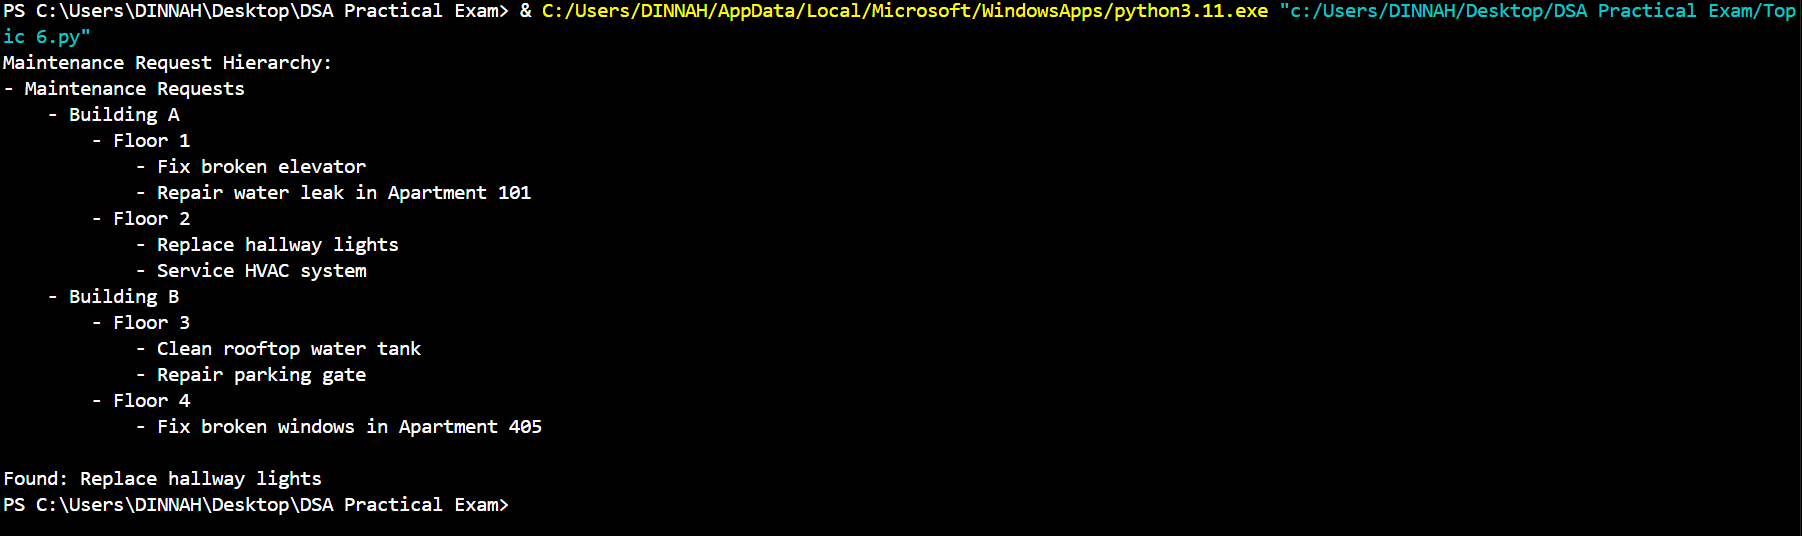 PS C:\Users\DINNAH\Desktop\DSA Practical Exam> & C:/Users/DINNAH/AppData/Local/Microsoft/WindowsApps/python3.11.exe "c:/Users/DINNAH/Desktop/DSA Practical Exam/Top
ic 6.py"
Maintenance Request Hierarchy:
- Maintenance Requests
    - Building A
        - Floor 1
            - Fix broken elevator
            - Repair water leak in Apartment 101
        - Floor 2
            - Replace hallway lights
            - Service HVAC system
    - Building B
        - Floor 3
            - Clean rooftop water tank
            - Repair parking gate
        - Floor 4
            - Fix broken windows in Apartment 405

Found: Replace hallway lights
PS C:\Users\DINNAH\Desktop\DSA Practical Exam>